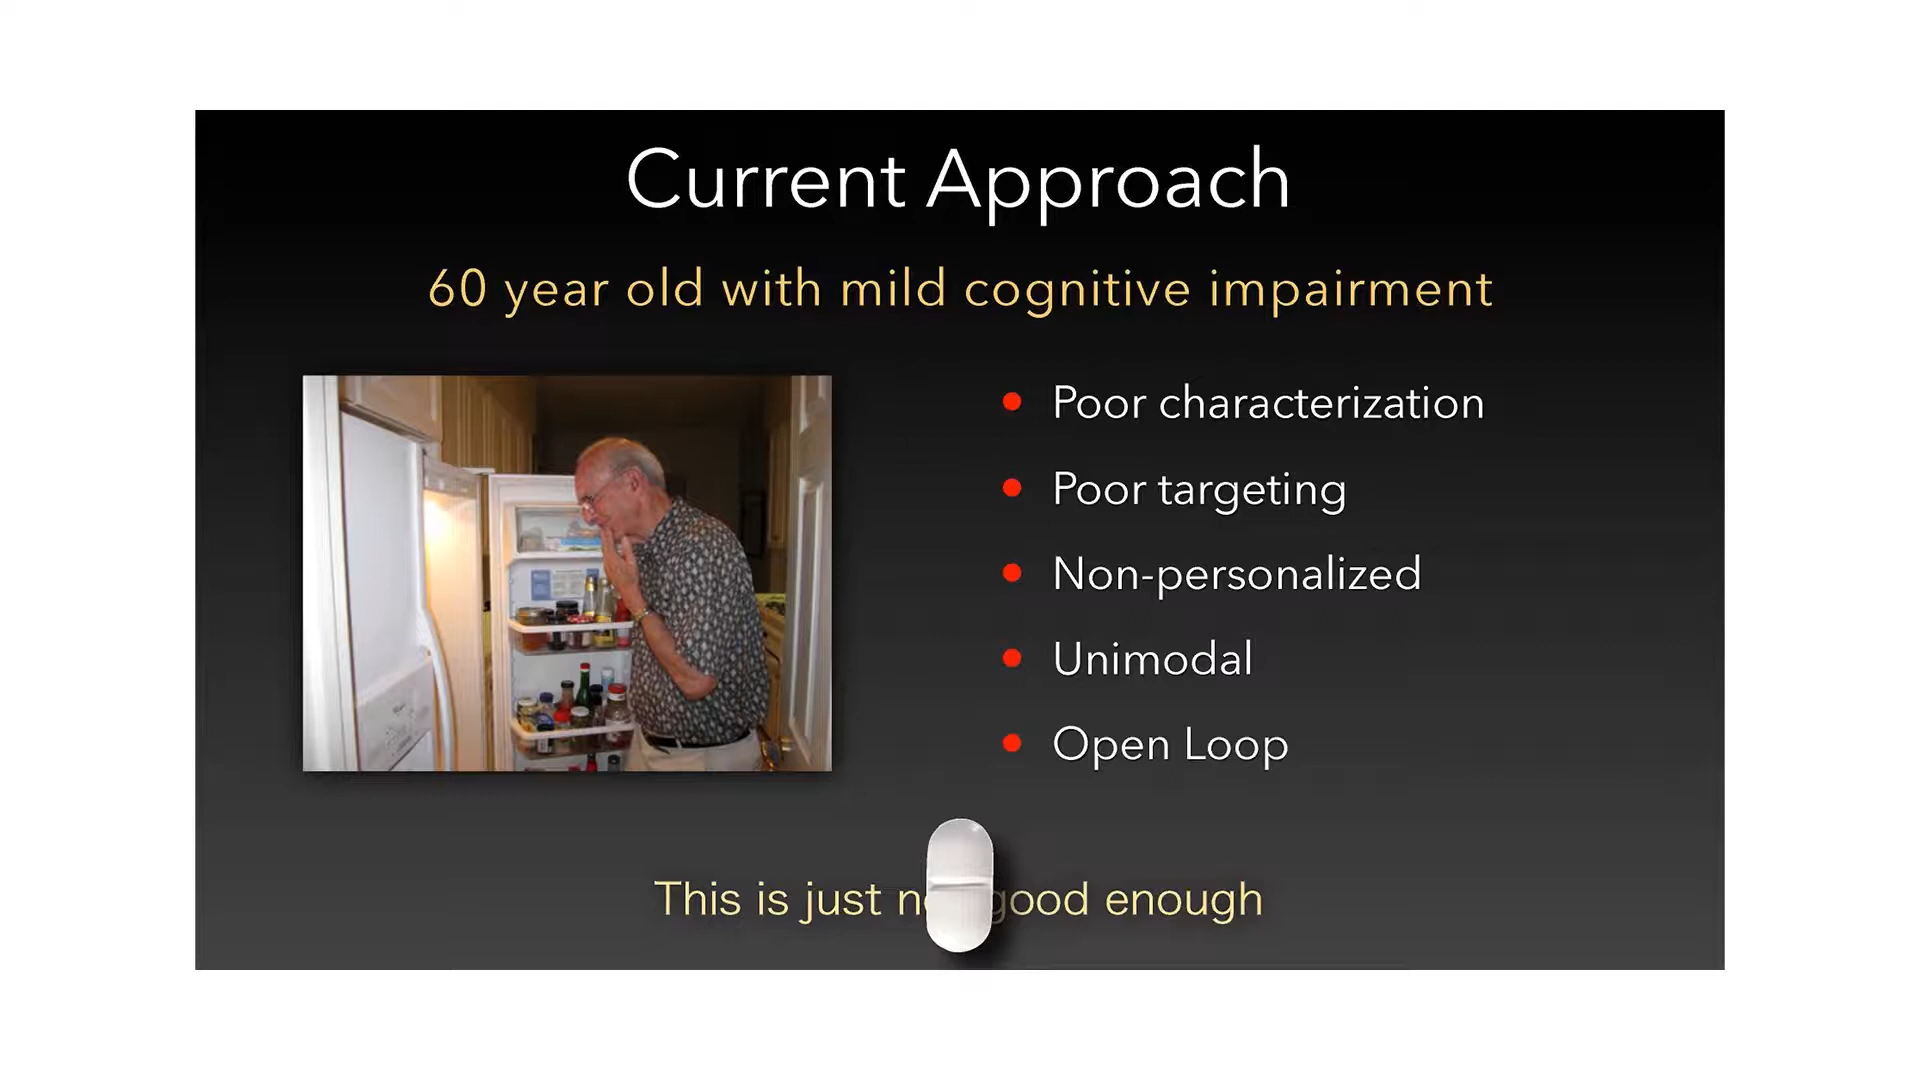 Current Approach
60 year old with mild cognitive impairment
Poor characterization
Poor targeting
Non-personalized
Unimodal
Open Loop
This is just good enough